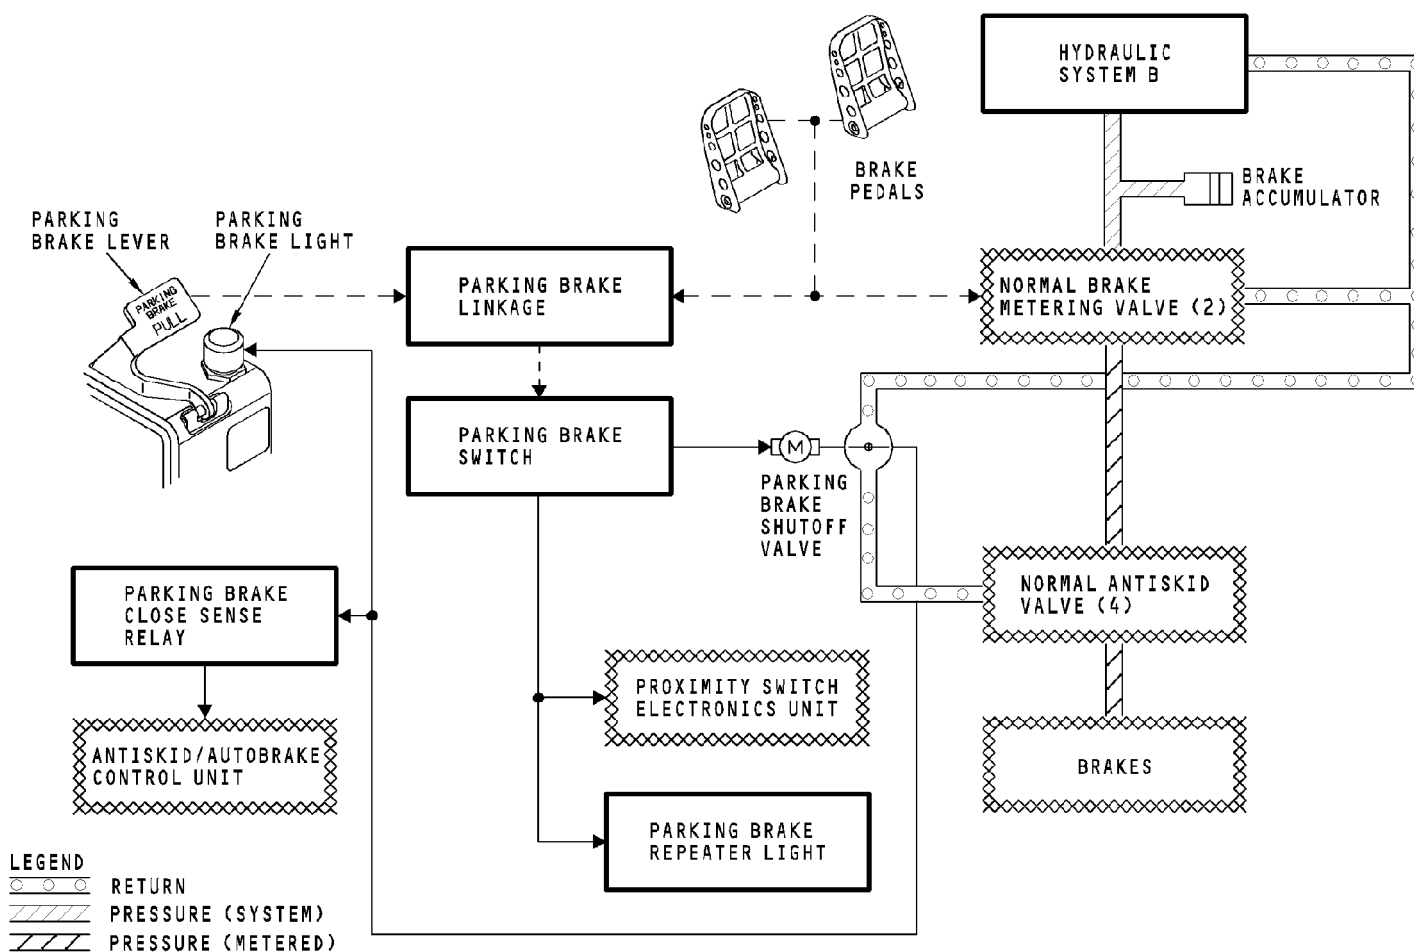 HYDRAULIC
SYSTEM B
BRAKE
PEDALS
BRAKE
ACCUMULATOR
PARKING
BRAKE LEVER
PARKING
BRAKE LIGHT
PARKING
BRAKE
PULL
PARKING BRAKE
LINKAGE
NORMAL BRAKE
METERING VALVE (2)
PARKING BRAKE
SWITCH
M
PARKING
BRAKE
SHUTOFF
VALVE
PARKING BRAKE
CLOSE SENSE
RELAY
NORMAL ANTISKID
VALVE (4)
PROXIMITY SWITCH
ELECTRONICS UNIT
ANTISKID/AUTOBRAKE
CONTROL UNIT
BRAKES
PARKING BRAKE
REPEATER LIGHT
LEGEND
RETURN
PRESSURE (SYSTEM)
PRESSURE (METERED)